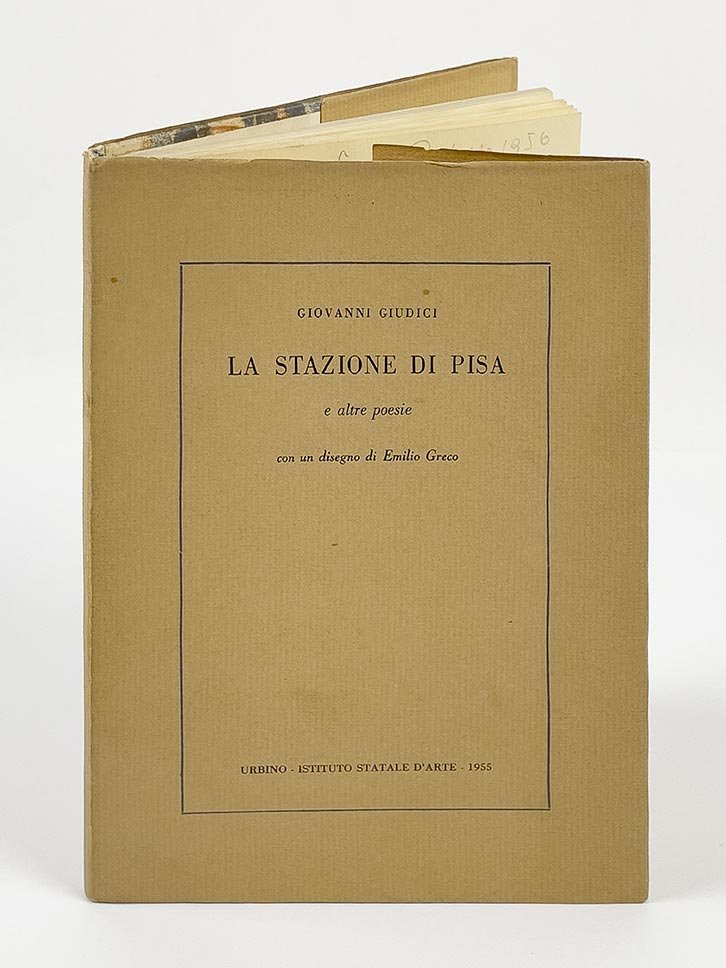 1956
GIOVANNI GIUDICI
LA STAZIONE DI PISA
e altre poesie
con un disegno di Emilio Greco
URBINO - ISTITUTO STATALE D'ARTE - 1955